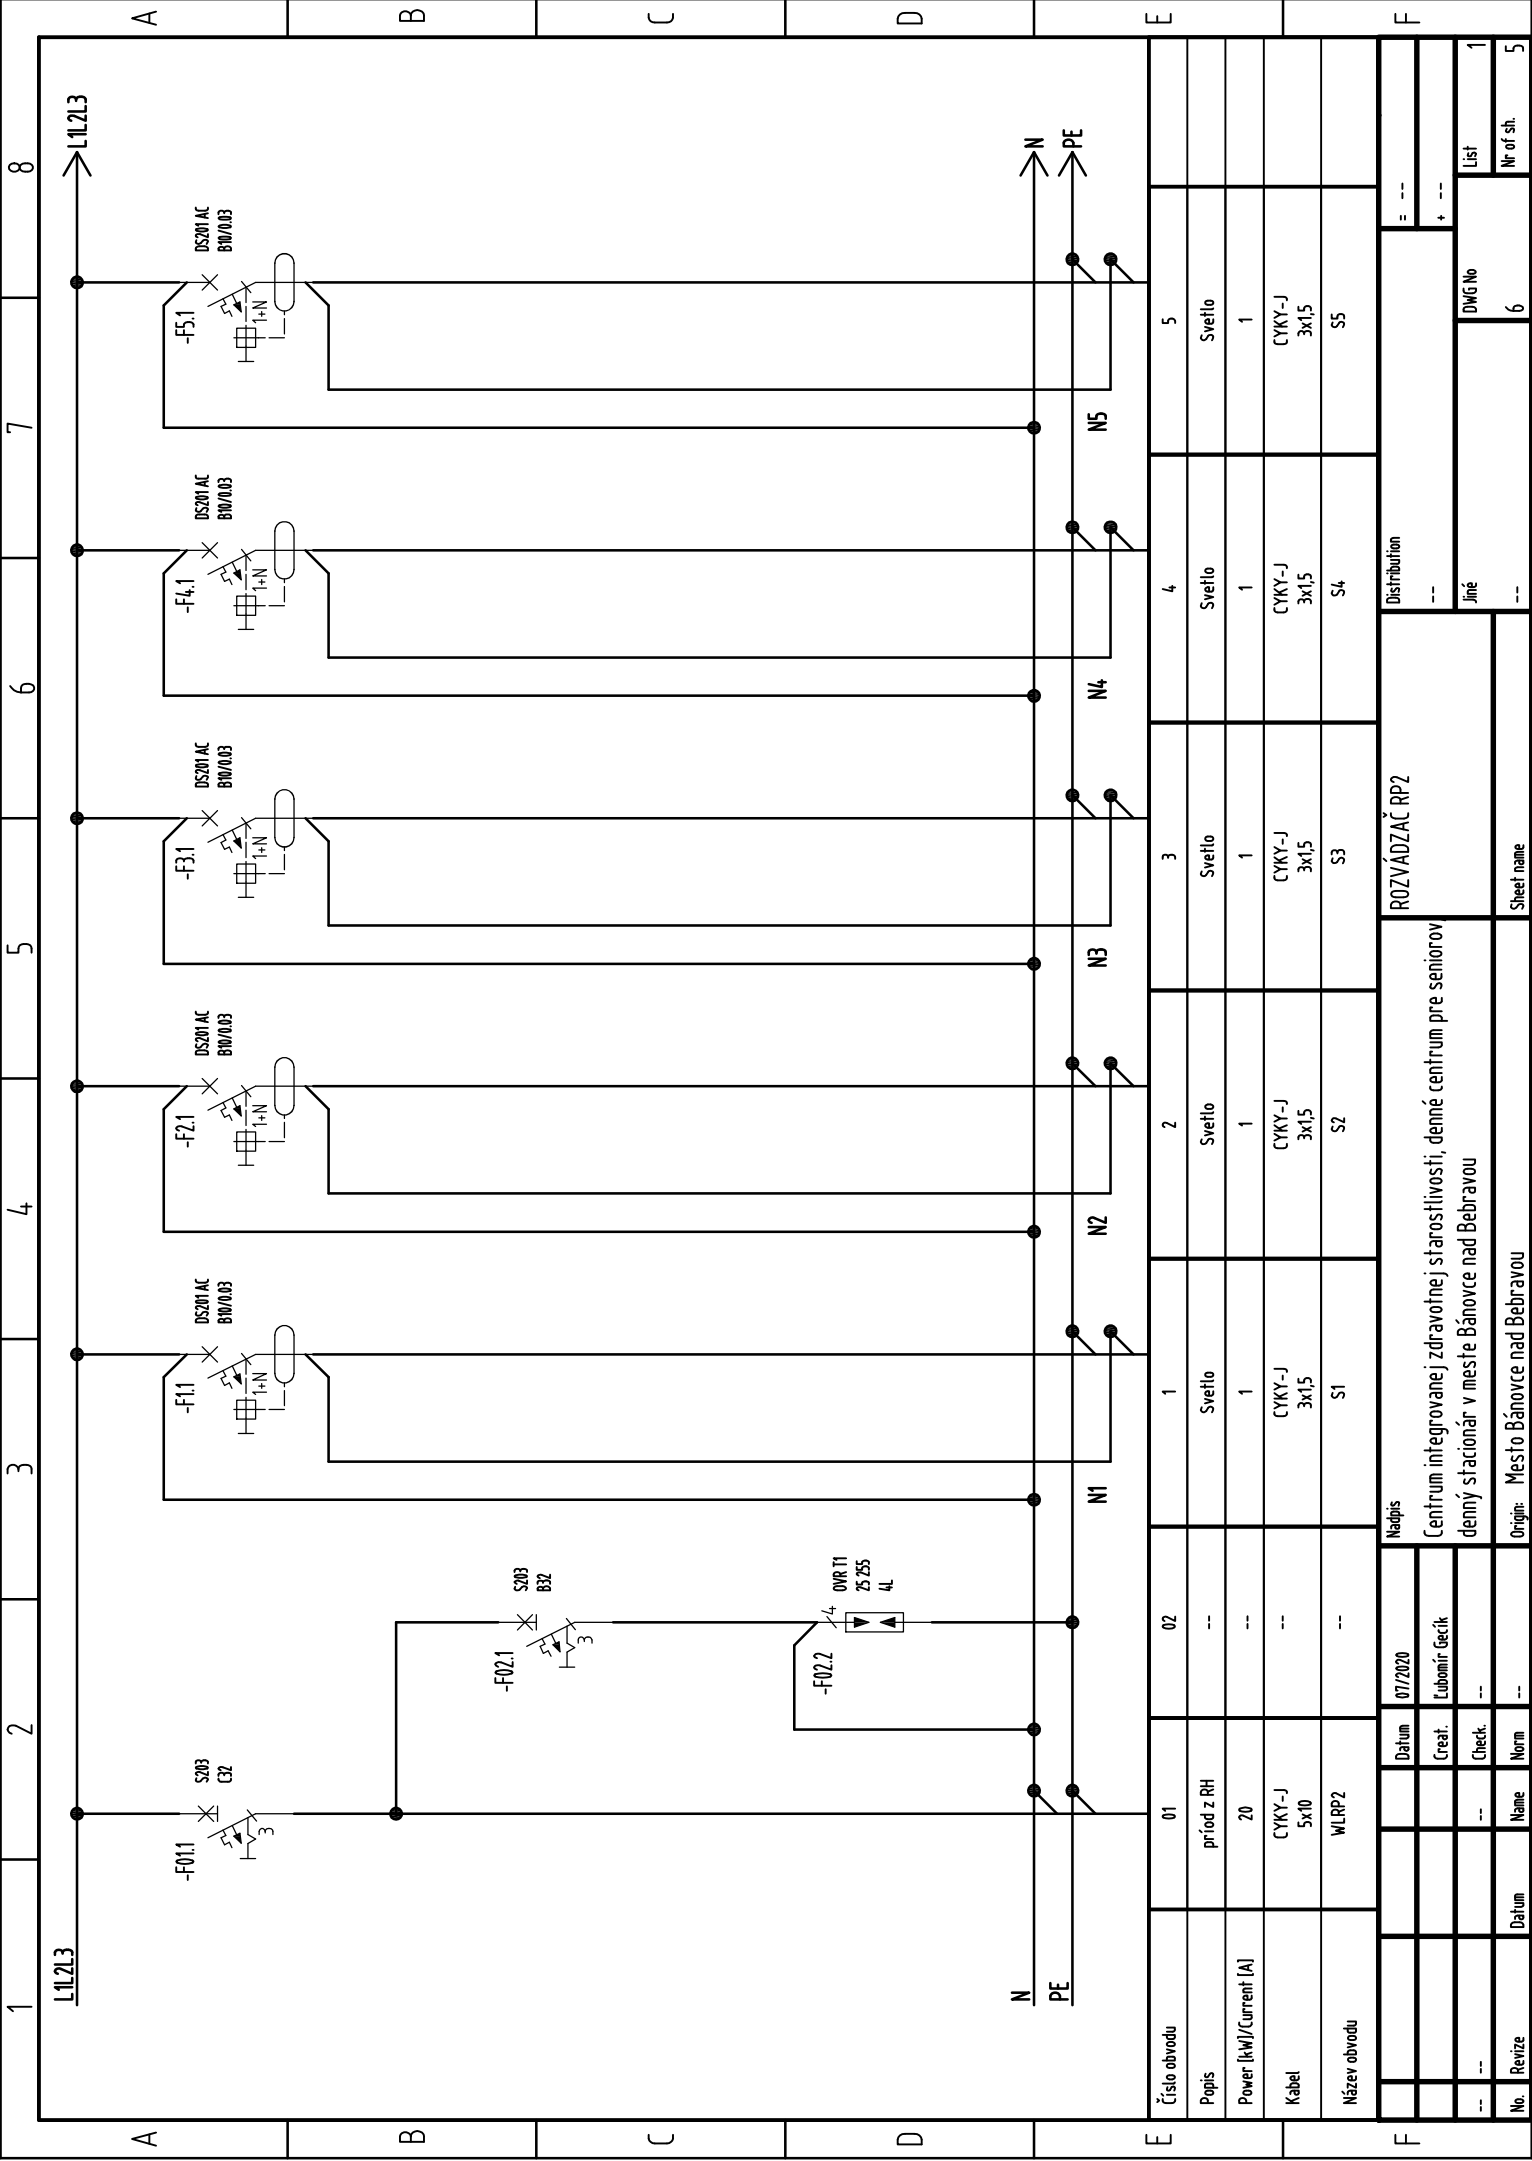 1 2 3 4 5 6 7 8
A A
B B
C C
D D
E E
F F
L1L2L3 L1L2L3
-F01.1 S203
C32
3
-F02.1 S203
B32
3
-F02.2 OVR T1
25 255
4L
4
-F1.1 DS201 AC
B10/0.03
1+N
-F2.1 DS201 AC
B10/0.03
1+N
-F3.1 DS201 AC
B10/0.03
1+N
-F4.1 DS201 AC
B10/0.03
1+N
-F5.1 DS201 AC
B10/0.03
1+N
N N
PE PE
N1 N2 N3 N4 N5
Číslo obvodu 01 02 1 2 3 4 5
Popis príod z RH -- Svetlo Svetlo Svetlo Svetlo Svetlo
Power [kW]/Current [A] 20 -- 1 1 1 1 1
Kabel CYKY-J -- CYKY-J CYKY-J CYKY-J CYKY-J CYKY-J
5x10 3x1,5 3x1,5 3x1,5 3x1,5 3x1,5
Název obvodu WLRP2 -- S1 S2 S3 S4 S5
Datum 07/2020
Creat. Ľubomír Gecík
-- -- -- Check. --
No. Revize Datum Name Norm --
Nadpis
Centrum integrovanej zdravotnej starostlivosti, denné centrum pre seniorov,
denný stacionár v meste Bánovce nad Bebravou
Origin: Mesto Bánovce nad Bebravou
ROZVÁDZAČ RP2
Sheet name
Distribution
--
= --
+ --
Jiné
--
DWG No
6
List 1
Nr of sh. 5